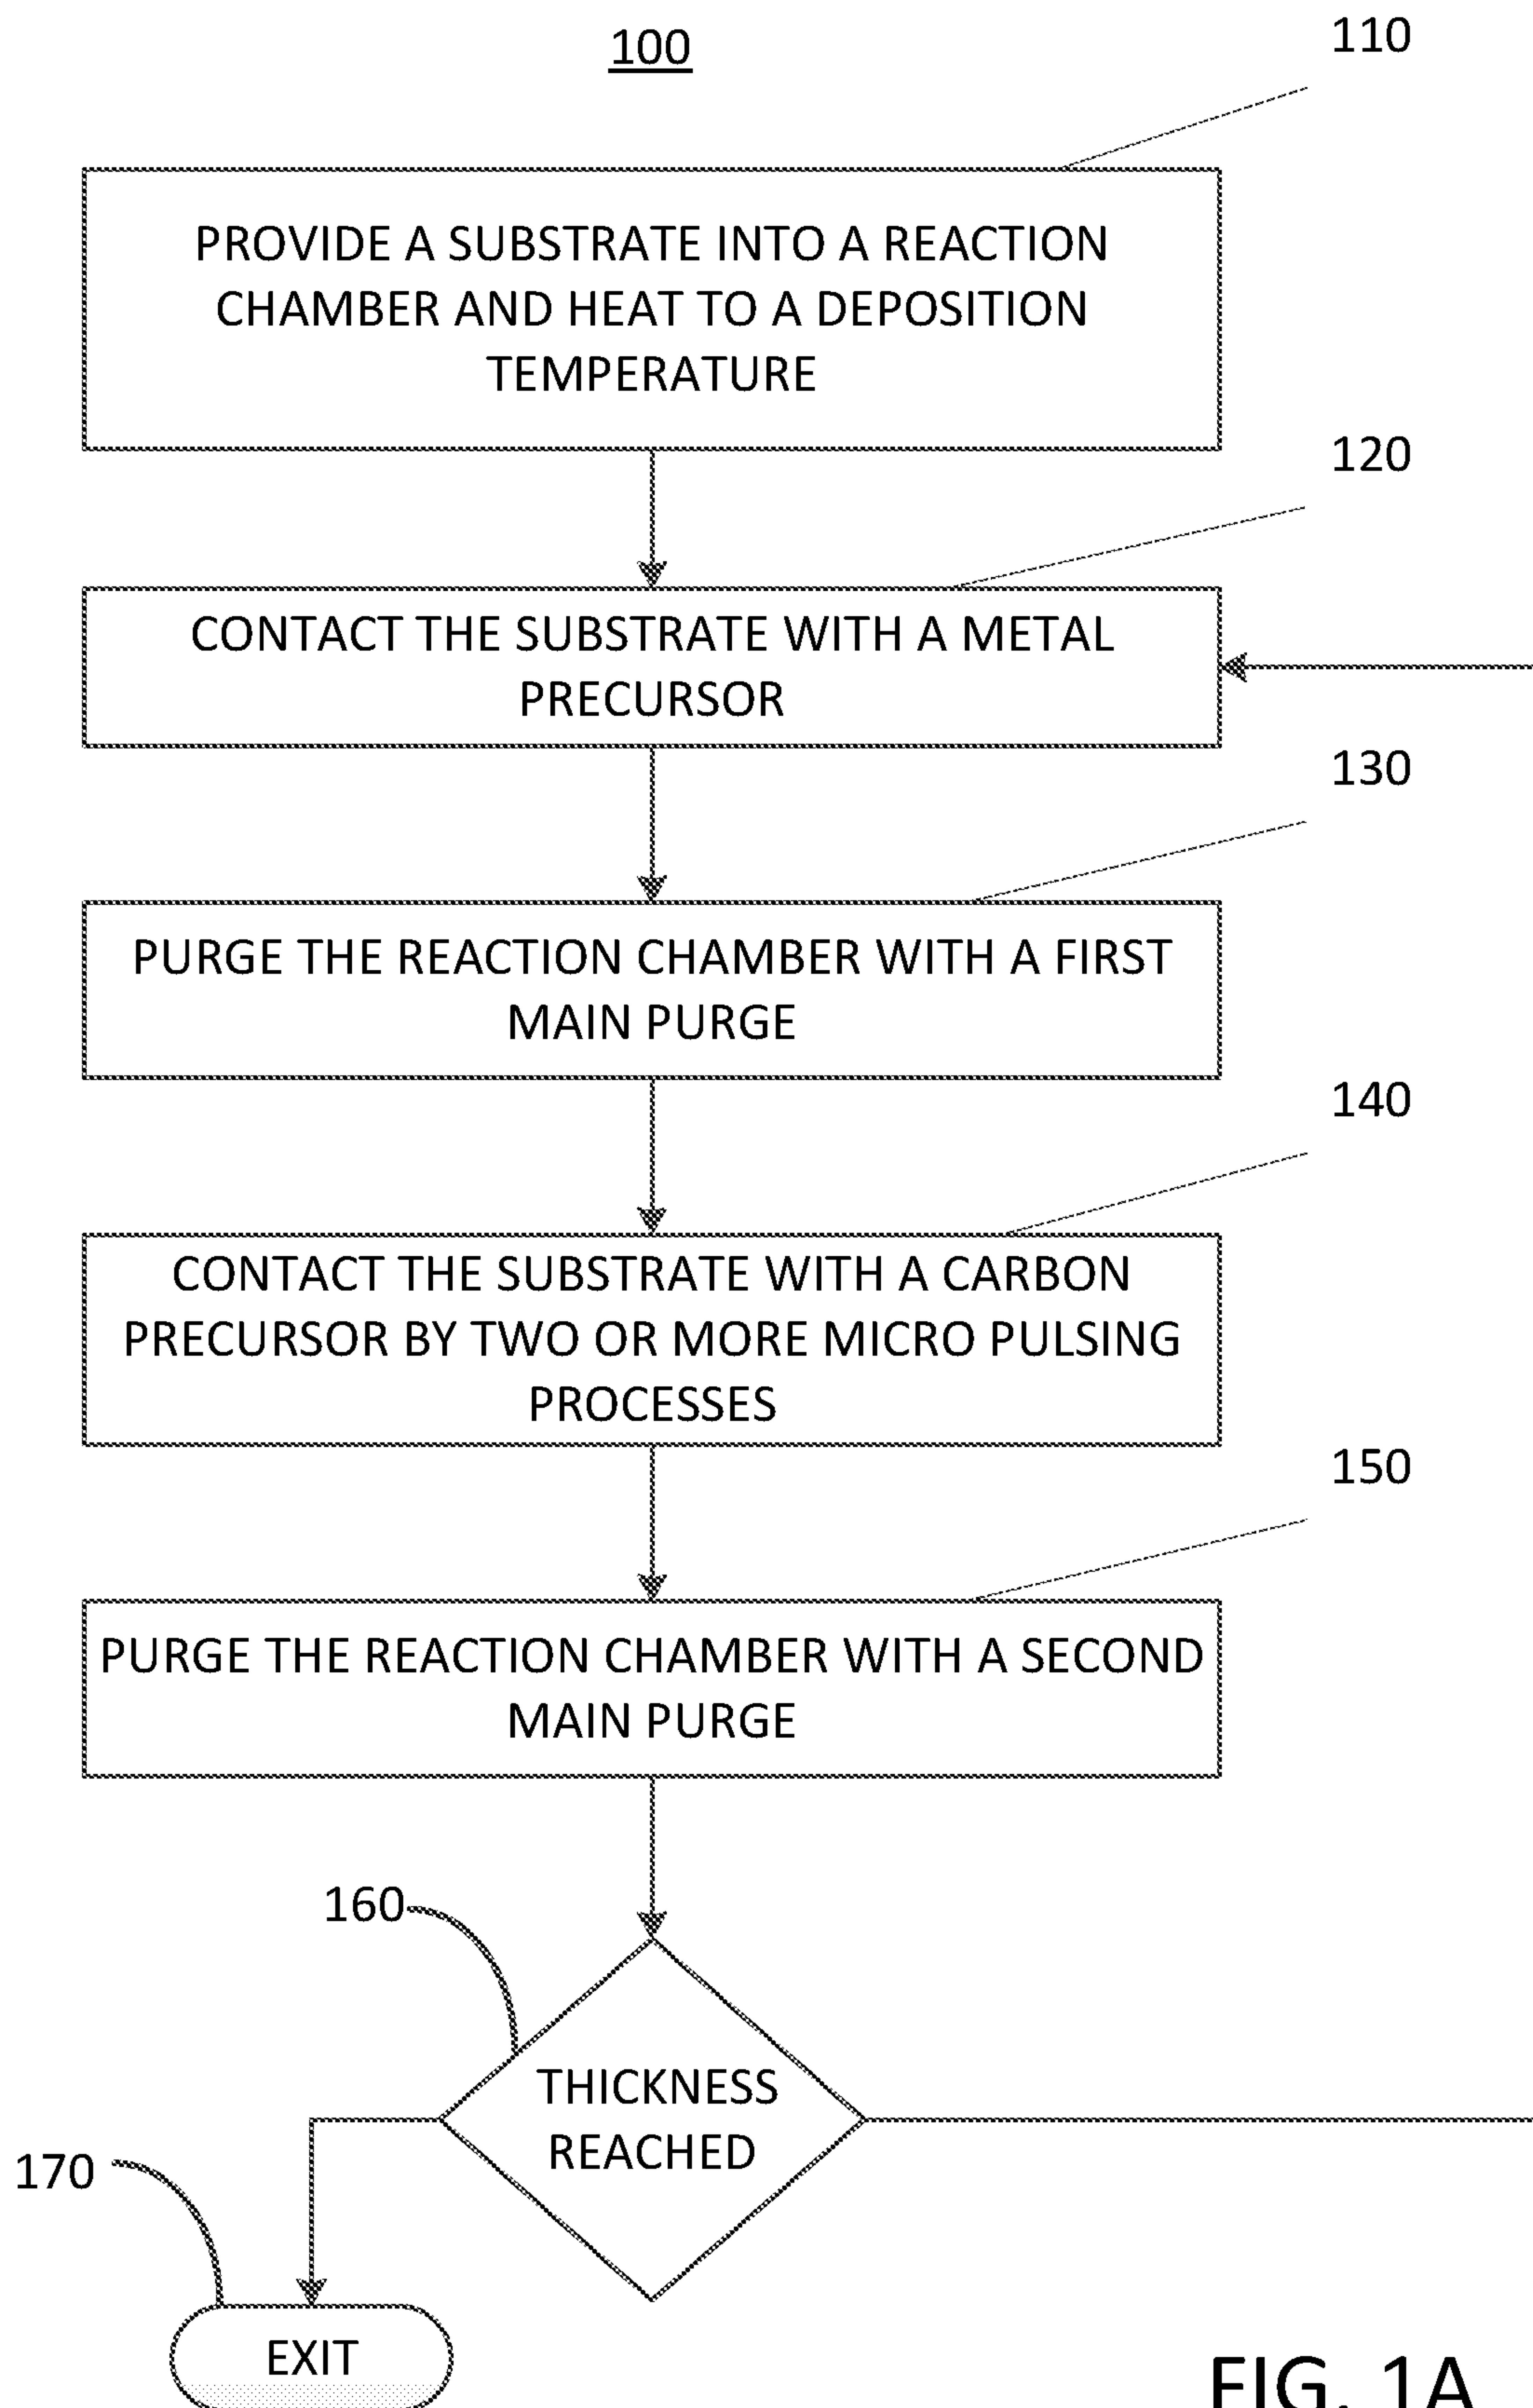 100
110
PROVIDE A SUBSTRATE INTO A REACTION
CHAMBER AND HEAT TO A DEPOSITION
TEMPERATURE
120
CONTACT THE SUBSTRATE WITH A METAL
PRECURSOR
130
PURGE THE REACTION CHAMBER WITH A FIRST
MAIN PURGE
140
CONTACT THE SUBSTRATE WITH A CARBON
PRECURSOR BY TWO OR MORE MICRO PULSING
PROCESSES
150
PURGE THE REACTION CHAMBER WITH A SECOND
MAIN PURGE
160
THICKNESS
REACHED
170
EXIT
FIG. 1A